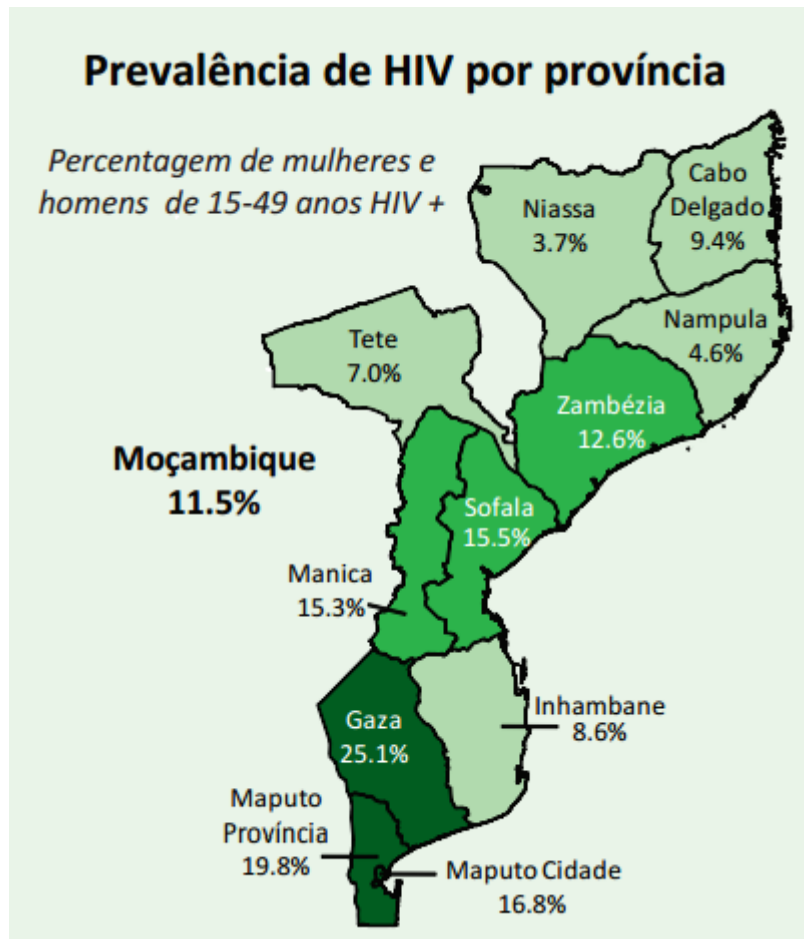 Prevalência de HIV por província
Percentagem de mulheres e
homens de 15-49 anos HIV +
Cabo
Delgado
9.4%
Niassa
3.7%
Nampula
4.6%
Tete
7.0%
Zambézia
12.6%
Moçambique
11.5%
Sofala
15.5%
Manica
15.3%
Inhambane
8.6%
Gaza
25.1%
Maputo
Província
19.8%
Maputo Cidade
16.8%